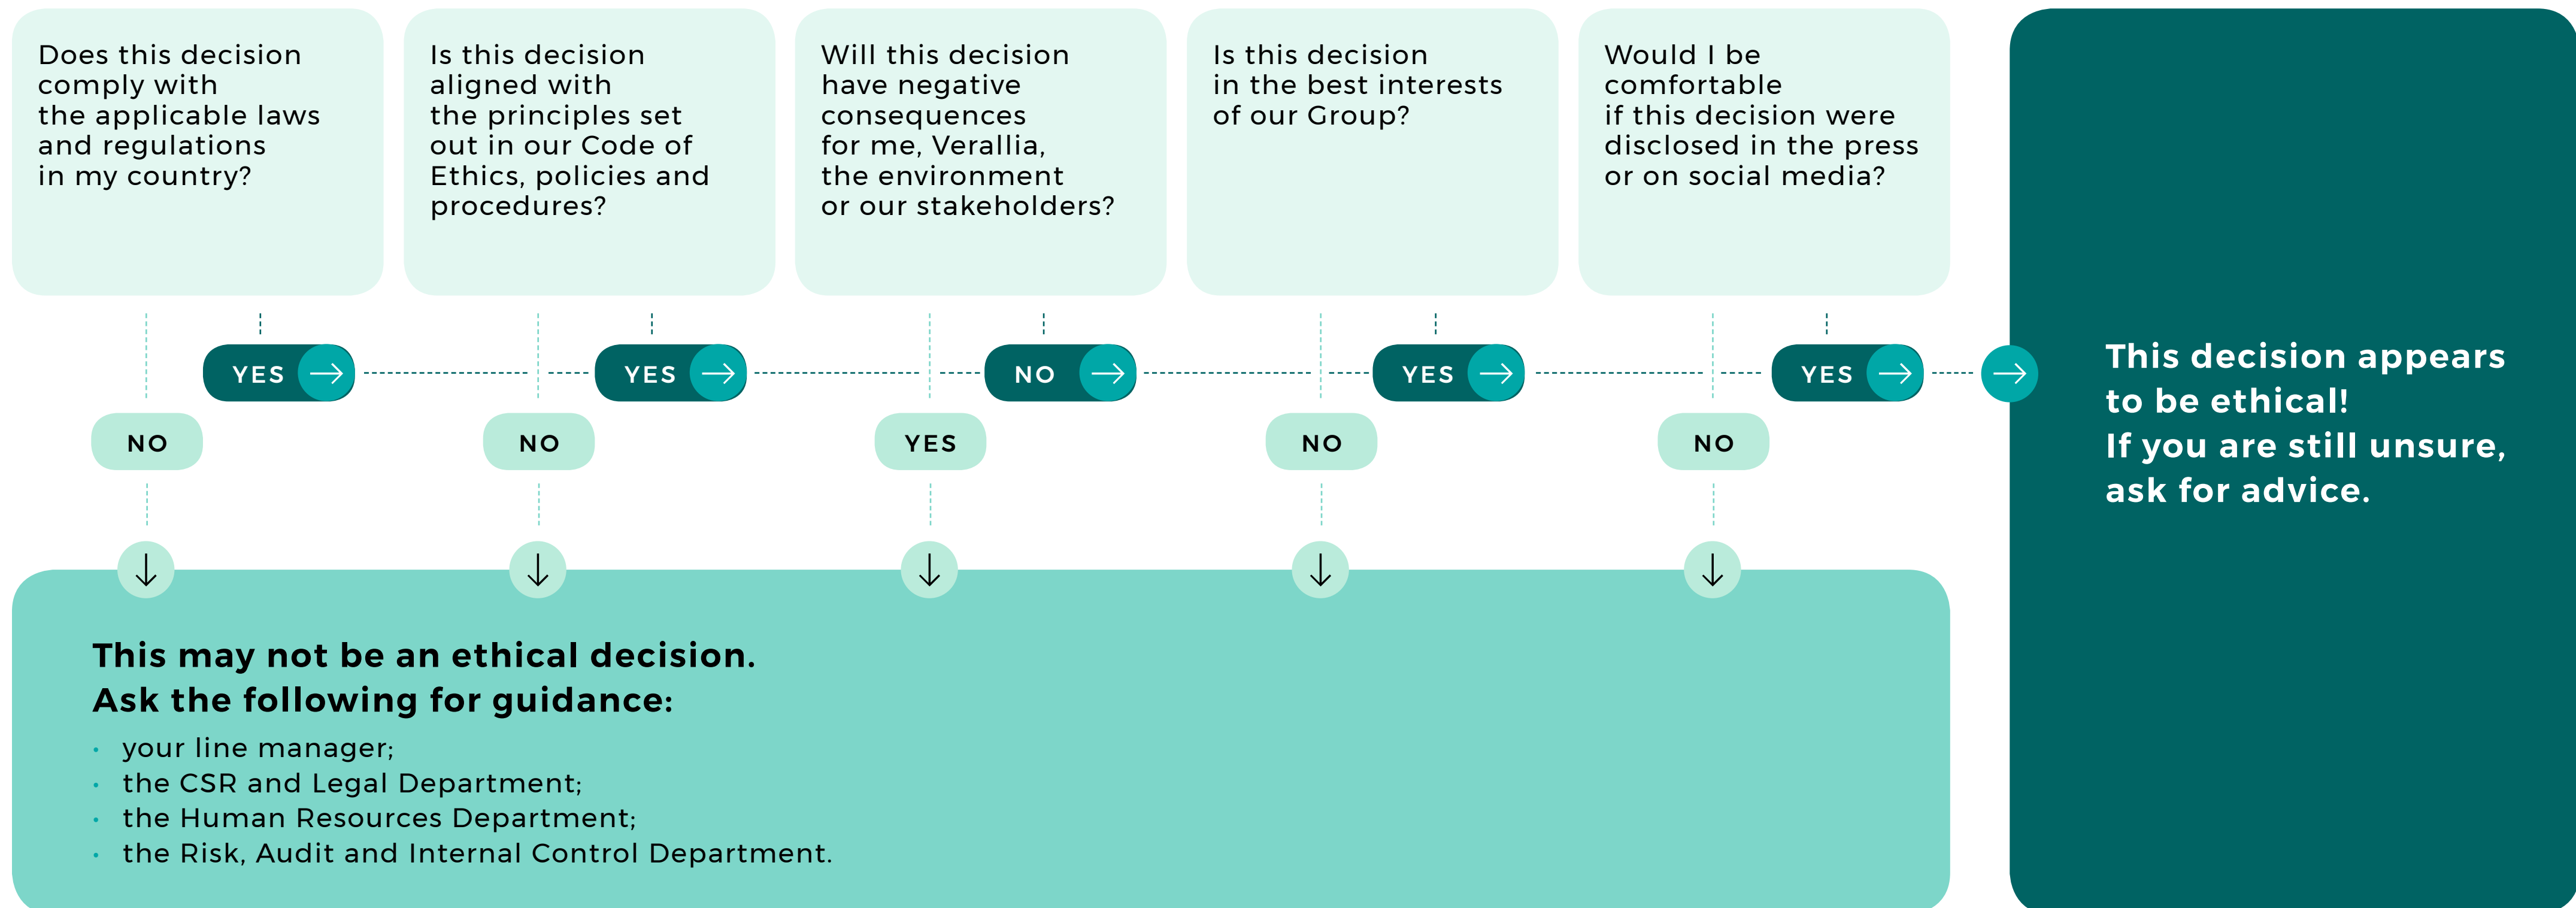 Does this decision
comply with
the applicable laws
and regulations
in my country?
Is this decision
aligned with
the principles set
out in our Code of
Ethics, policies and
procedures?
Will this decision
have negative
consequences
for me, Verallia,
the environment
or our stakeholders?
Is this decision
in the best interests
of our Group?
Would I be
comfortable
if this decision were
disclosed in the press
or on social media?
YES
YES
NO
YES
YES
NO
NO
YES
NO
NO
This decision appears
to be ethical!
If you are still unsure,
ask for advice.
This may not be an ethical decision.
Ask the following for guidance:
• your line manager;
• the CSR and Legal Department;
• the Human Resources Department;
• the Risk, Audit and Internal Control Department.